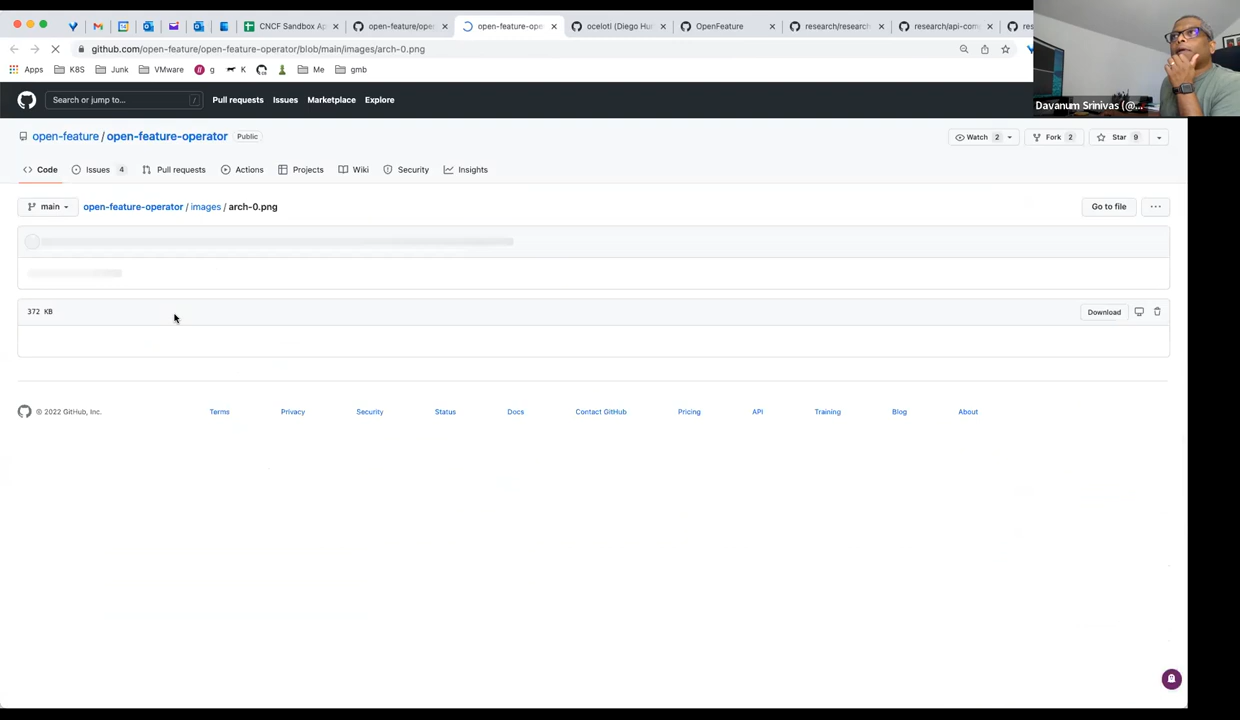 CNCF Sandbox Ap
open-feature/ope
open-feature-ope
ocelotl (Diego Hu
OpenFeature
research/research
research/api-com
res
github.com/open-feature/open-feature-operator/blob/main/images/arch-0.png
Apps
K8S
Junk
VMware
g
K
Me
gmb
Davanum Srinivas (@...
Search or jump to...
/
Pull requests
Issues
Marketplace
Explore
open-feature / open-feature-operator
Public
Watch 2
Fork 2
Star 9
Code
Issues 4
Pull requests
Actions
Projects
Wiki
Security
Insights
main
open-feature-operator / images / arch-0.png
Go to file
...
372 KB
Download
© 2022 GitHub, Inc.
Terms
Privacy
Security
Status
Docs
Contact GitHub
Pricing
API
Training
Blog
About